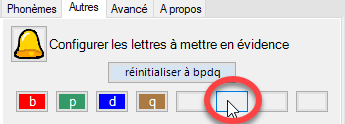 Phonèmes Autres Avancé A propos
Configurer les lettres à mettre en évidence
réinitialiser à bpdq
b p d q